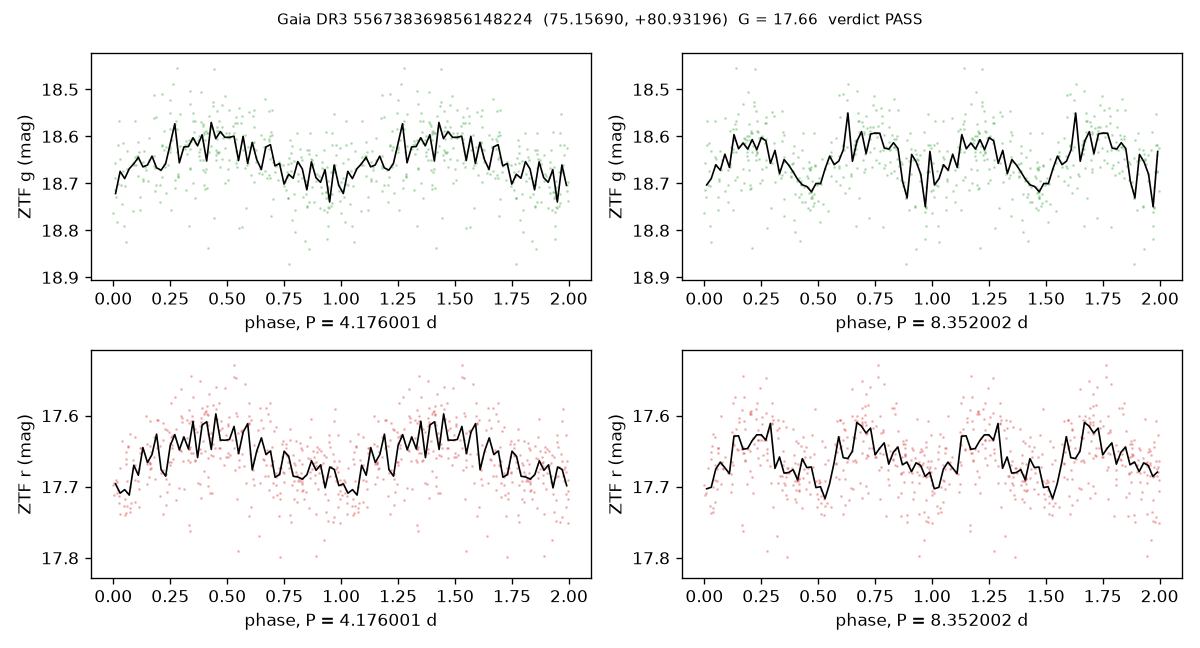 Gaia DR3 556738369856148224  (75.15690, +80.93196)  G = 17.66  verdict PASS
ZTF g (mag)
18.5
18.6
18.7
18.8
18.9
0.00 0.25 0.50 0.75 1.00 1.25 1.50 1.75 2.00
phase, P = 4.176001 d
ZTF g (mag)
18.5
18.6
18.7
18.8
18.9
0.00 0.25 0.50 0.75 1.00 1.25 1.50 1.75 2.00
phase, P = 8.352002 d
ZTF r (mag)
17.6
17.7
17.8
0.00 0.25 0.50 0.75 1.00 1.25 1.50 1.75 2.00
phase, P = 4.176001 d
ZTF r (mag)
17.6
17.7
17.8
0.00 0.25 0.50 0.75 1.00 1.25 1.50 1.75 2.00
phase, P = 8.352002 d